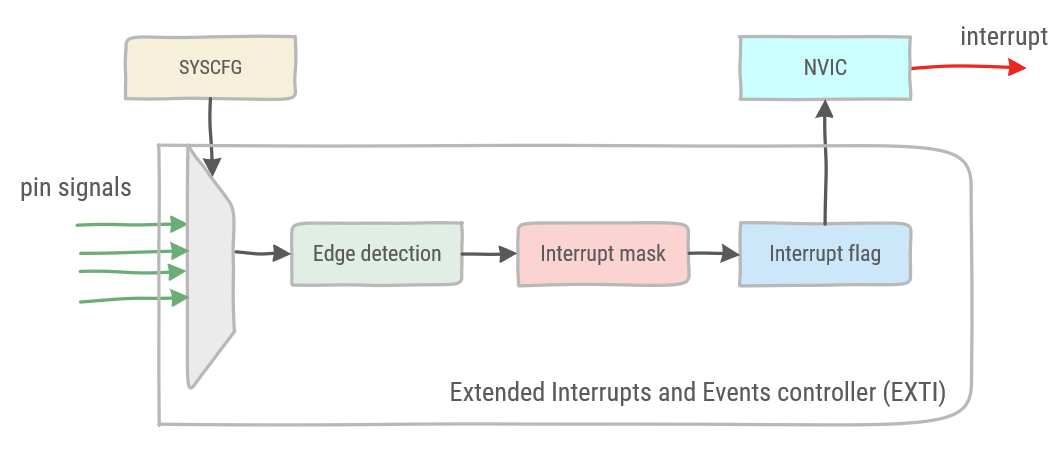 interrupt
SYSCFG
NVIC
pin signals
Edge detection
Interrupt mask
Interrupt flag
Extended Interrupts and Events controller (EXTI)